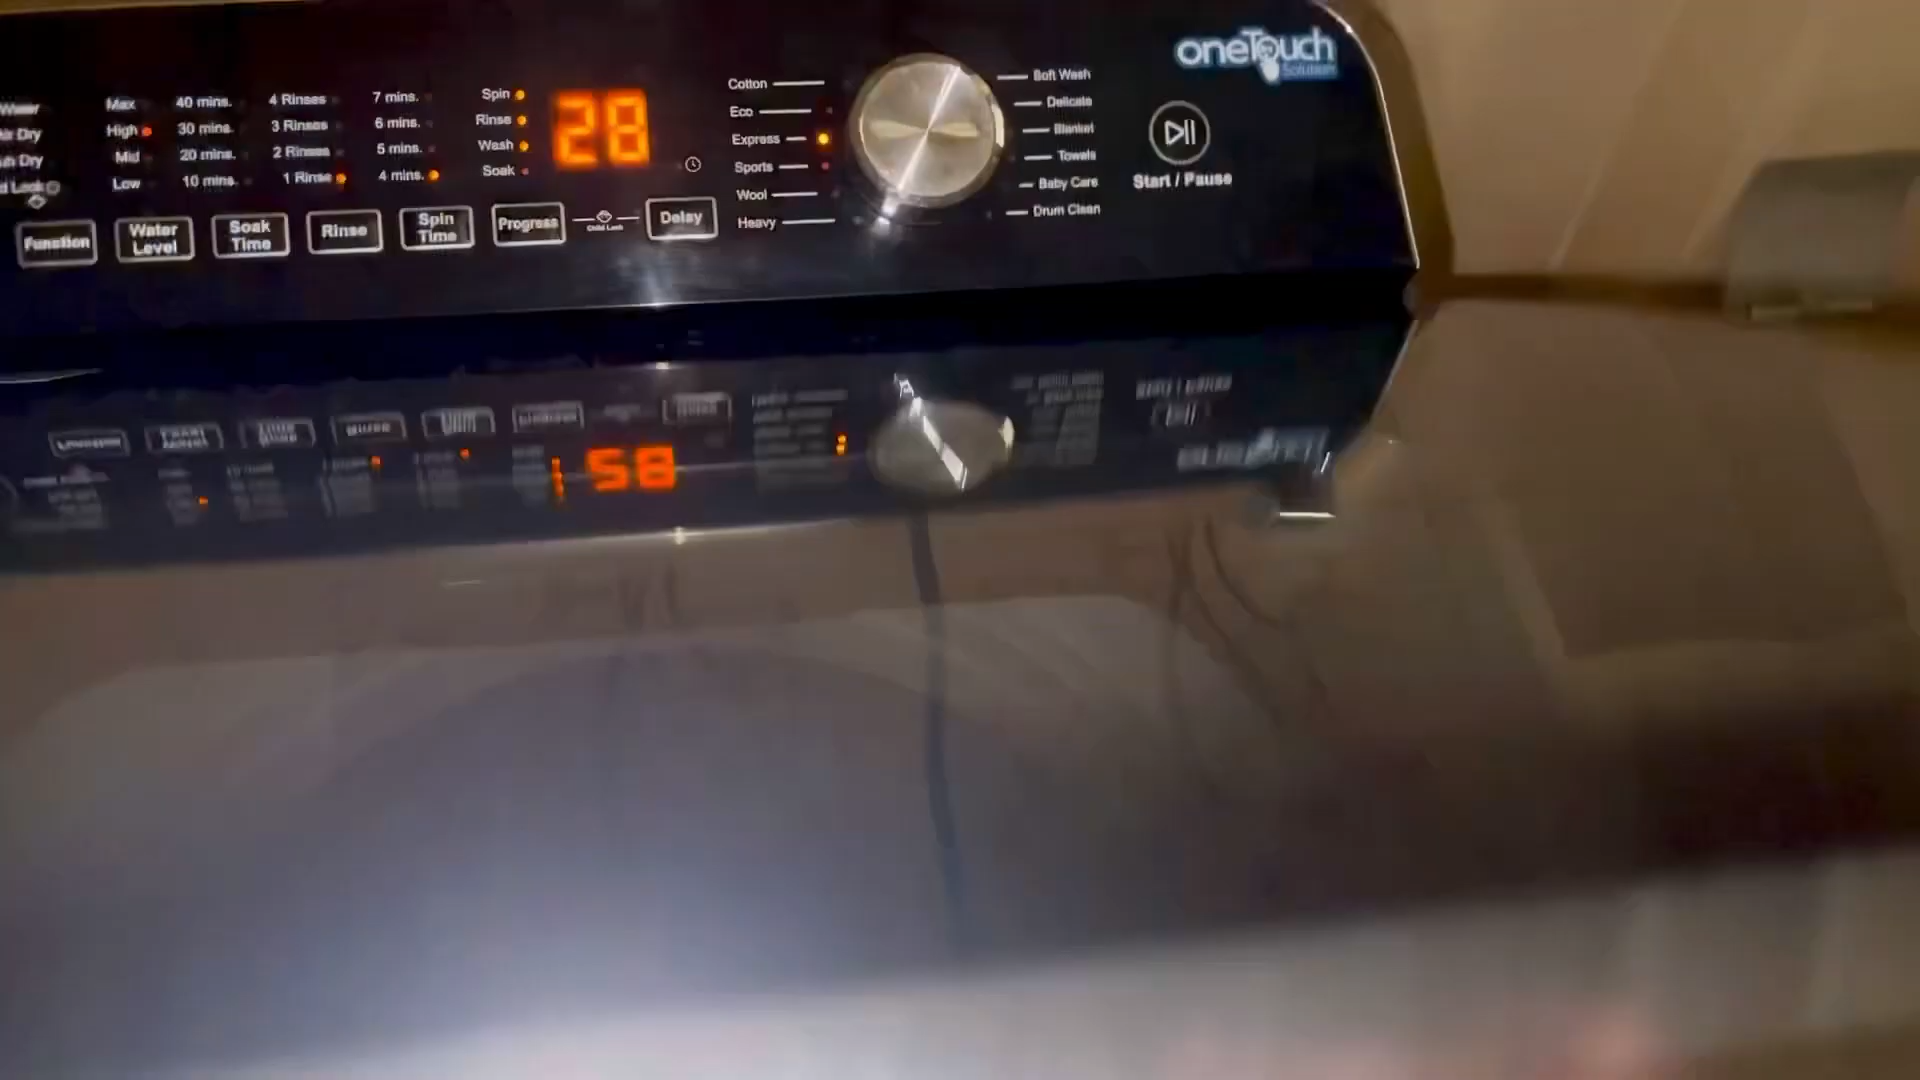 oneTouch
Solution
Max 40 mins. 4 Rinses 7 mins. Spin
High 30 mins. 3 Rinses 6 mins. Rinse
Mid 20 mins. 2 Rinses 5 mins. Wash
Low 10 mins. 1 Rinse 4 mins. Soak
28
Function
Water Level
Soak Time
Rinse
Spin Time
Progress
Child Lock
Delay
Cotton
Eco
Express
Sports
Wool
Heavy
Soft Wash
Delicate
Blanket
Towels
Baby Care
Drum Clean
Start / Pause